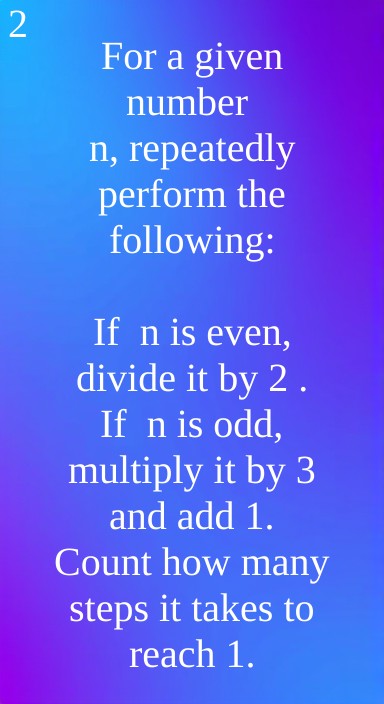 2
For a given
number
n, repeatedly
perform the
following:
If n is even,
divide it by 2 .
If n is odd,
multiply it by 3
and add 1.
Count how many
steps it takes to
reach 1.